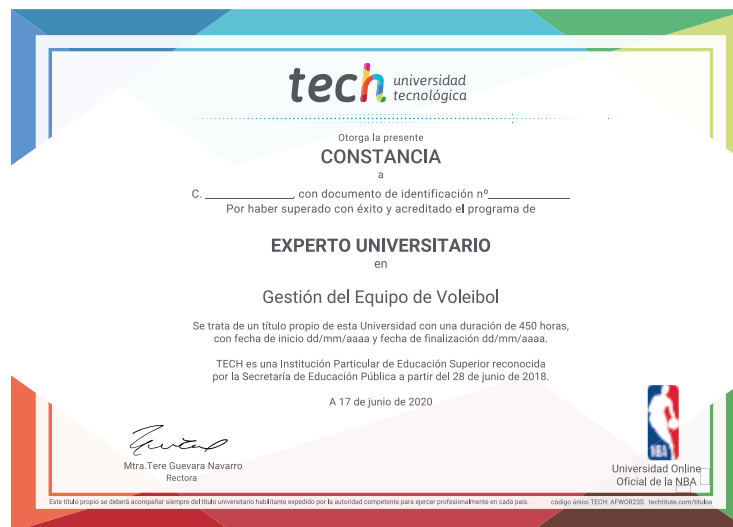 tech universidad
tecnológica
Otorga la presente
CONSTANCIA
a
C. ______________, con documento de identificación nº______________
Por haber superado con éxito y acreditado el programa de
EXPERTO UNIVERSITARIO
en
Gestión del Equipo de Voleibol
Se trata de un título propio de esta Universidad con una duración de 450 horas,
con fecha de inicio dd/mm/aaaa y fecha de finalización dd/mm/aaaa.
TECH es una Institución Particular de Educación Superior reconocida
por la Secretaría de Educación Pública a partir del 28 de junio de 2018.
A 17 de junio de 2020
Mtra.Tere Guevara Navarro
Rectora
NBA
Universidad Online
Oficial de la NBA
Este título propio se deberá acompañar siempre del título universitario habilitante expedido por la autoridad competente para ejercer profesionalmente en cada país. código único TECH: AFWOR23S techtitute.com/titulos